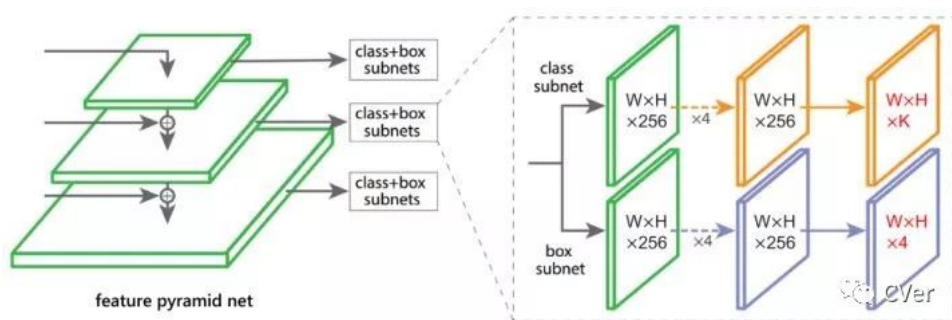 class+box
subnets
class+box
subnets
class+box
subnets
feature pyramid net
class
subnet
W×H
×256
×4
W×H
×256
W×H
×K
box
subnet
W×H
×256
×4
W×H
×256
W×H
×4
CVer